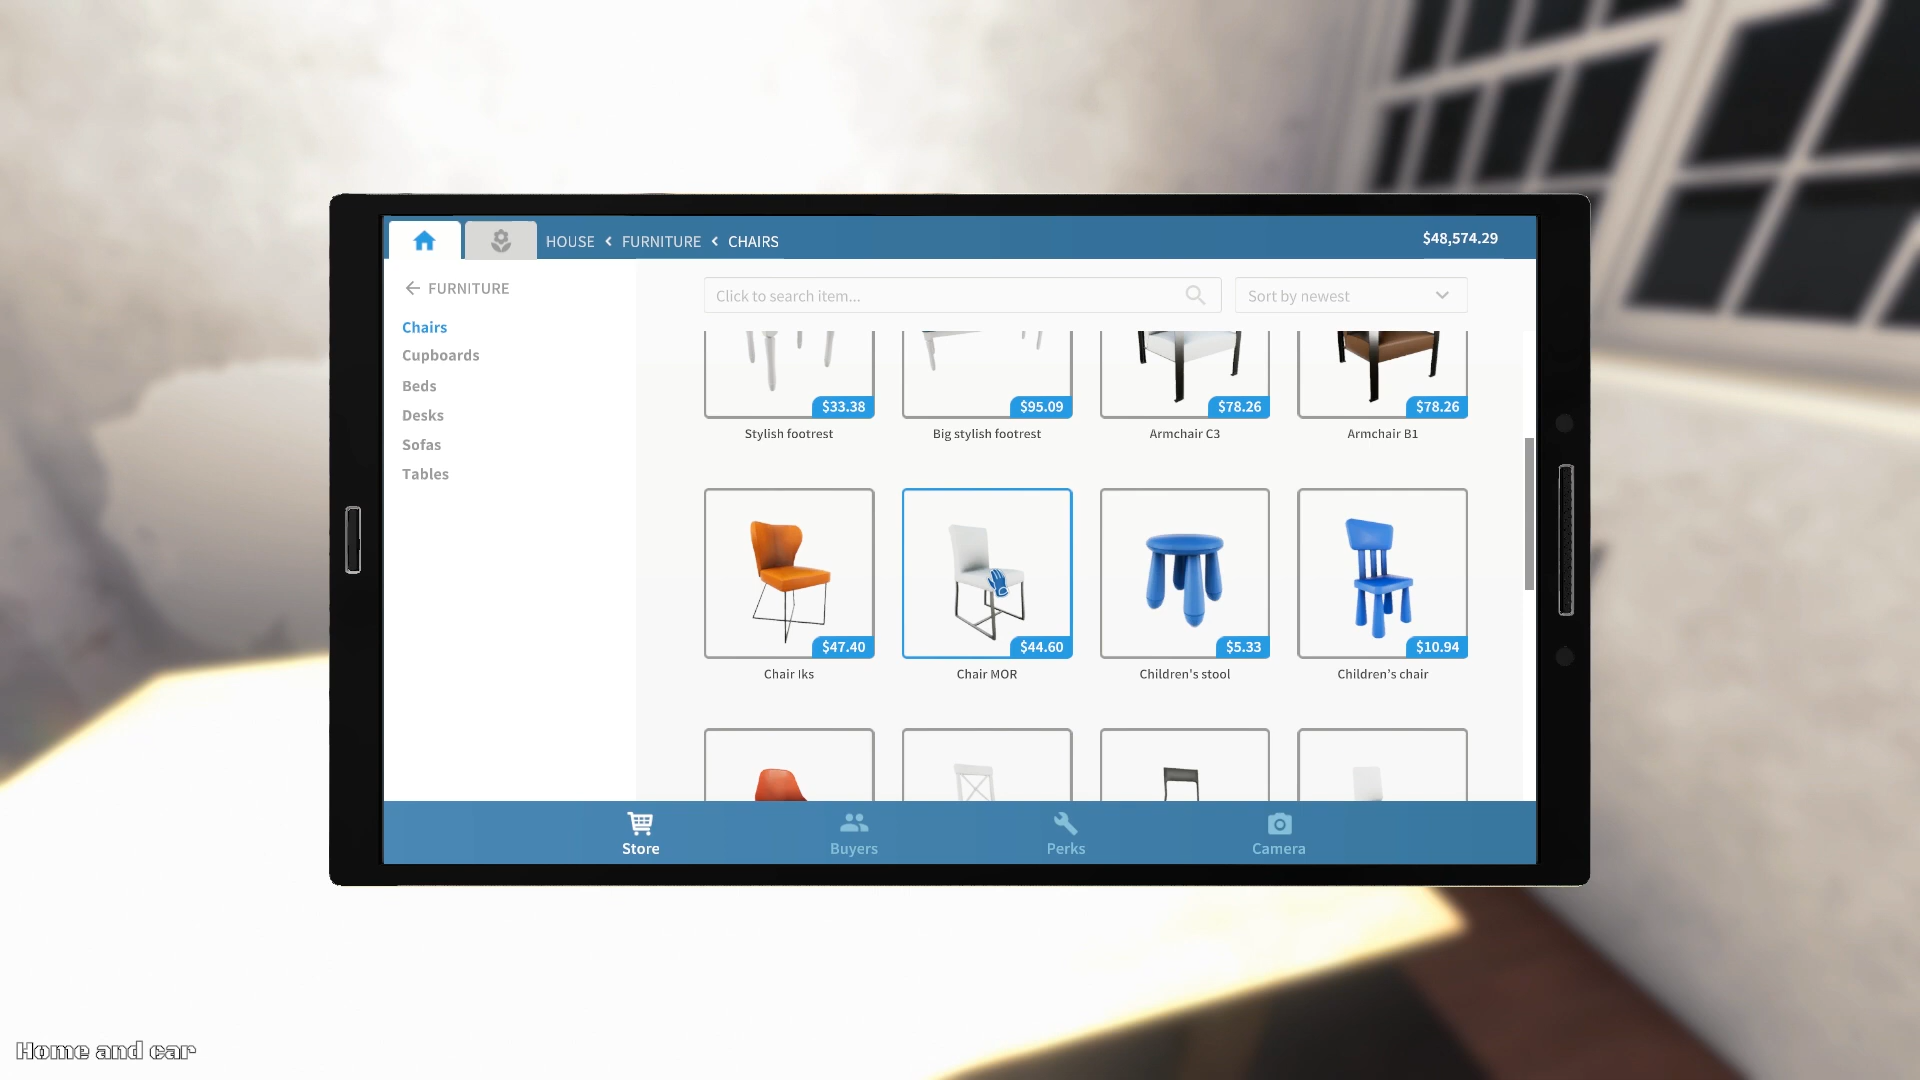 HOUSE < FURNITURE < CHAIRS
$48,574.29
FURNITURE
Click to search item...
Sort by newest
Chairs
Cupboards
Beds
Desks
Sofas
Tables
$33.38
$95.09
$78.26
$78.26
Stylish footrest
Big stylish footrest
Armchair C3
Armchair B1
$47.40
$44.60
$5.33
$10.94
Chair Iks
Chair MOR
Children's stool
Children’s chair
Store
Buyers
Perks
Camera
Home and car